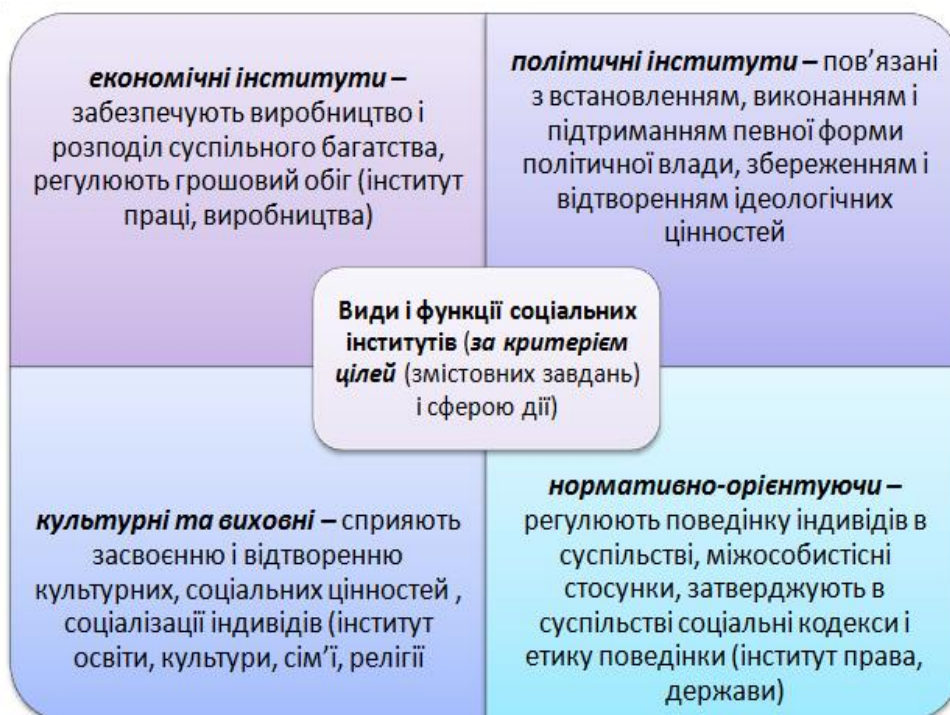 економічні інститути –
забезпечують виробництво і
розподіл суспільного багатства,
регулюють грошовий обіг (інститут
праці, виробництва)
політичні інститути – пов’язані
з встановленням, виконанням і
підтриманням певної форми
політичної влади, збереженням і
відтворенням ідеологічних
цінностей
Види і функції соціальних
інститутів (за критерієм
цілей (змістовних завдань)
і сферою дії)
культурні та виховні – сприяють
засвоєнню і відтворенню
культурних, соціальних цінностей ,
соціалізації індивідів (інститут
освіти, культури, сім’ї, релігії
нормативно-орієнтуючи –
регулюють поведінку індивідів в
суспільстві, міжособистісні
стосунки, затверджують в
суспільстві соціальні кодекси і
етику поведінки (інститут права,
держави)